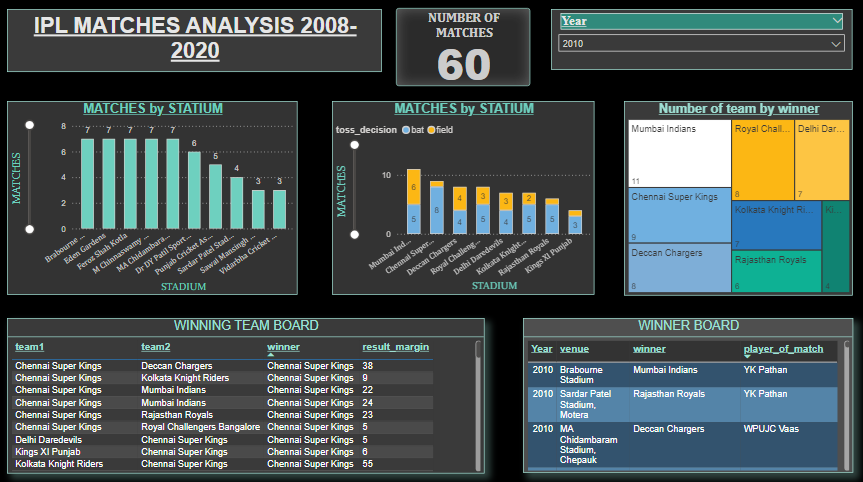 IPL MATCHES ANALYSIS 2008-
2020
NUMBER OF
MATCHES
60
Year
2010
MATCHES by STATIUM
MATCHES
8
6
4
2
0
7
7
7
7
7
6
5
4
3
3
Brabourne ...
Eden Gardens
Feroz Shah Kotla
M Chinnaswamy ...
MA Chidambara...
Dr DY Patil Sport...
Punjab Cricket As...
Sardar Patel Stad...
Sawai Mansingh ...
Vidarbha Cricket ...
STADIUM
MATCHES by STATIUM
toss_decision bat field
MATCHES
10
0
6
5
8
4
4
3
5
3
4
2
5
5
3
Mumbai Ind...
Chennai Super...
Deccan Chargers
Royal Challeng...
Delhi Daredevils
Kolkata Knight...
Rajasthan Royals
Kings XI Punjab
STADIUM
Number of team by winner
Mumbai Indians
11
Chennai Super Kings
9
Deccan Chargers
8
Royal Chall...
8
Delhi Dar...
7
Kolkata Knight Ri...
7
Rajasthan Royals
6
Ki...
4
WINNING TEAM BOARD
team1 team2 winner result_margin
Chennai Super Kings Deccan Chargers Chennai Super Kings 38
Chennai Super Kings Kolkata Knight Riders Chennai Super Kings 9
Chennai Super Kings Mumbai Indians Chennai Super Kings 22
Chennai Super Kings Mumbai Indians Chennai Super Kings 24
Chennai Super Kings Rajasthan Royals Chennai Super Kings 23
Chennai Super Kings Royal Challengers Bangalore Chennai Super Kings 5
Delhi Daredevils Chennai Super Kings Chennai Super Kings 5
Kings XI Punjab Chennai Super Kings Chennai Super Kings 6
Kolkata Knight Riders Chennai Super Kings Chennai Super Kings 55
WINNER BOARD
Year venue winner player_of_match
2010 Brabourne Mumbai Indians YK Pathan
Stadium
2010 Sardar Patel Rajasthan Royals YK Pathan
Stadium,
Motera
2010 MA Deccan Chargers WPUJC Vaas
Chidambaram
Stadium,
Chepauk